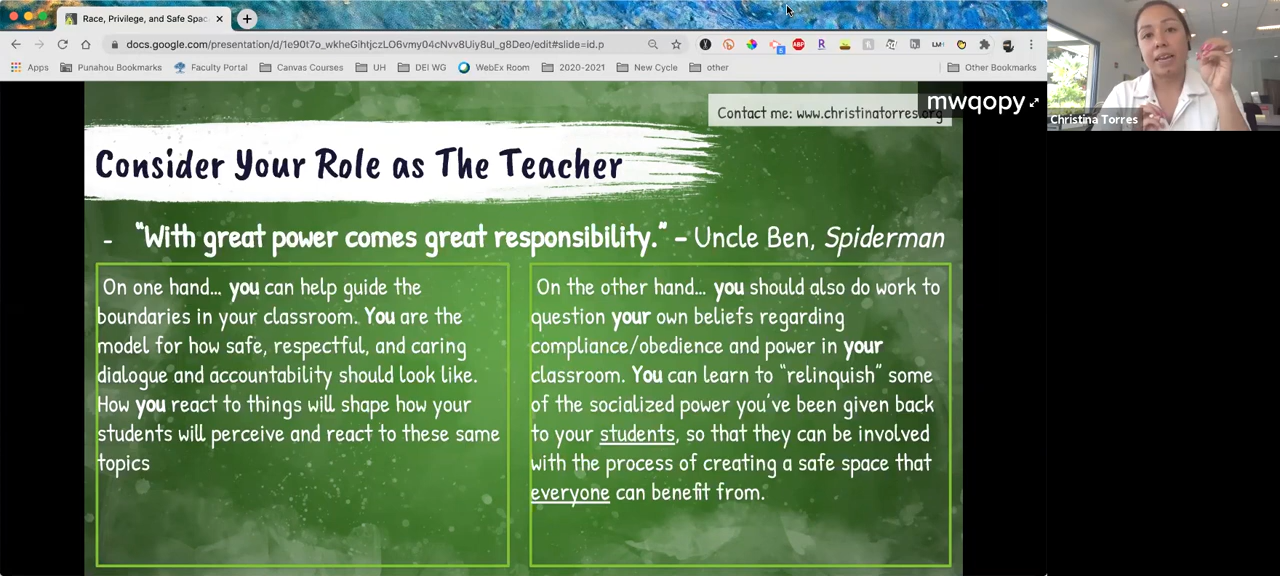 Race, Privilege, and Safe Spac
docs.google.com/presentation/d/1e90t7o_wkheGihtjczLO6vmy04cNvv8Uiy8ul_g8Deo/edit#slide=id.p
Apps Punahou Bookmarks Faculty Portal Canvas Courses UH DEI WG WebEx Room 2020-2021 New Cycle other Other Bookmarks
mwqopy
Contact me: www.christinatorres.org
Christina Torres
Consider Your Role as The Teacher
- "With great power comes great responsibility." – Uncle Ben, Spiderman
On one hand... you can help guide the
boundaries in your classroom. You are the
model for how safe, respectful, and caring
dialogue and accountability should look like.
How you react to things will shape how your
students will perceive and react to these same
topics
On the other hand... you should also do work to
question your own beliefs regarding
compliance/obedience and power in your
classroom. You can learn to "relinquish" some
of the socialized power you've been given back
to your students, so that they can be involved
with the process of creating a safe space that
everyone can benefit from.